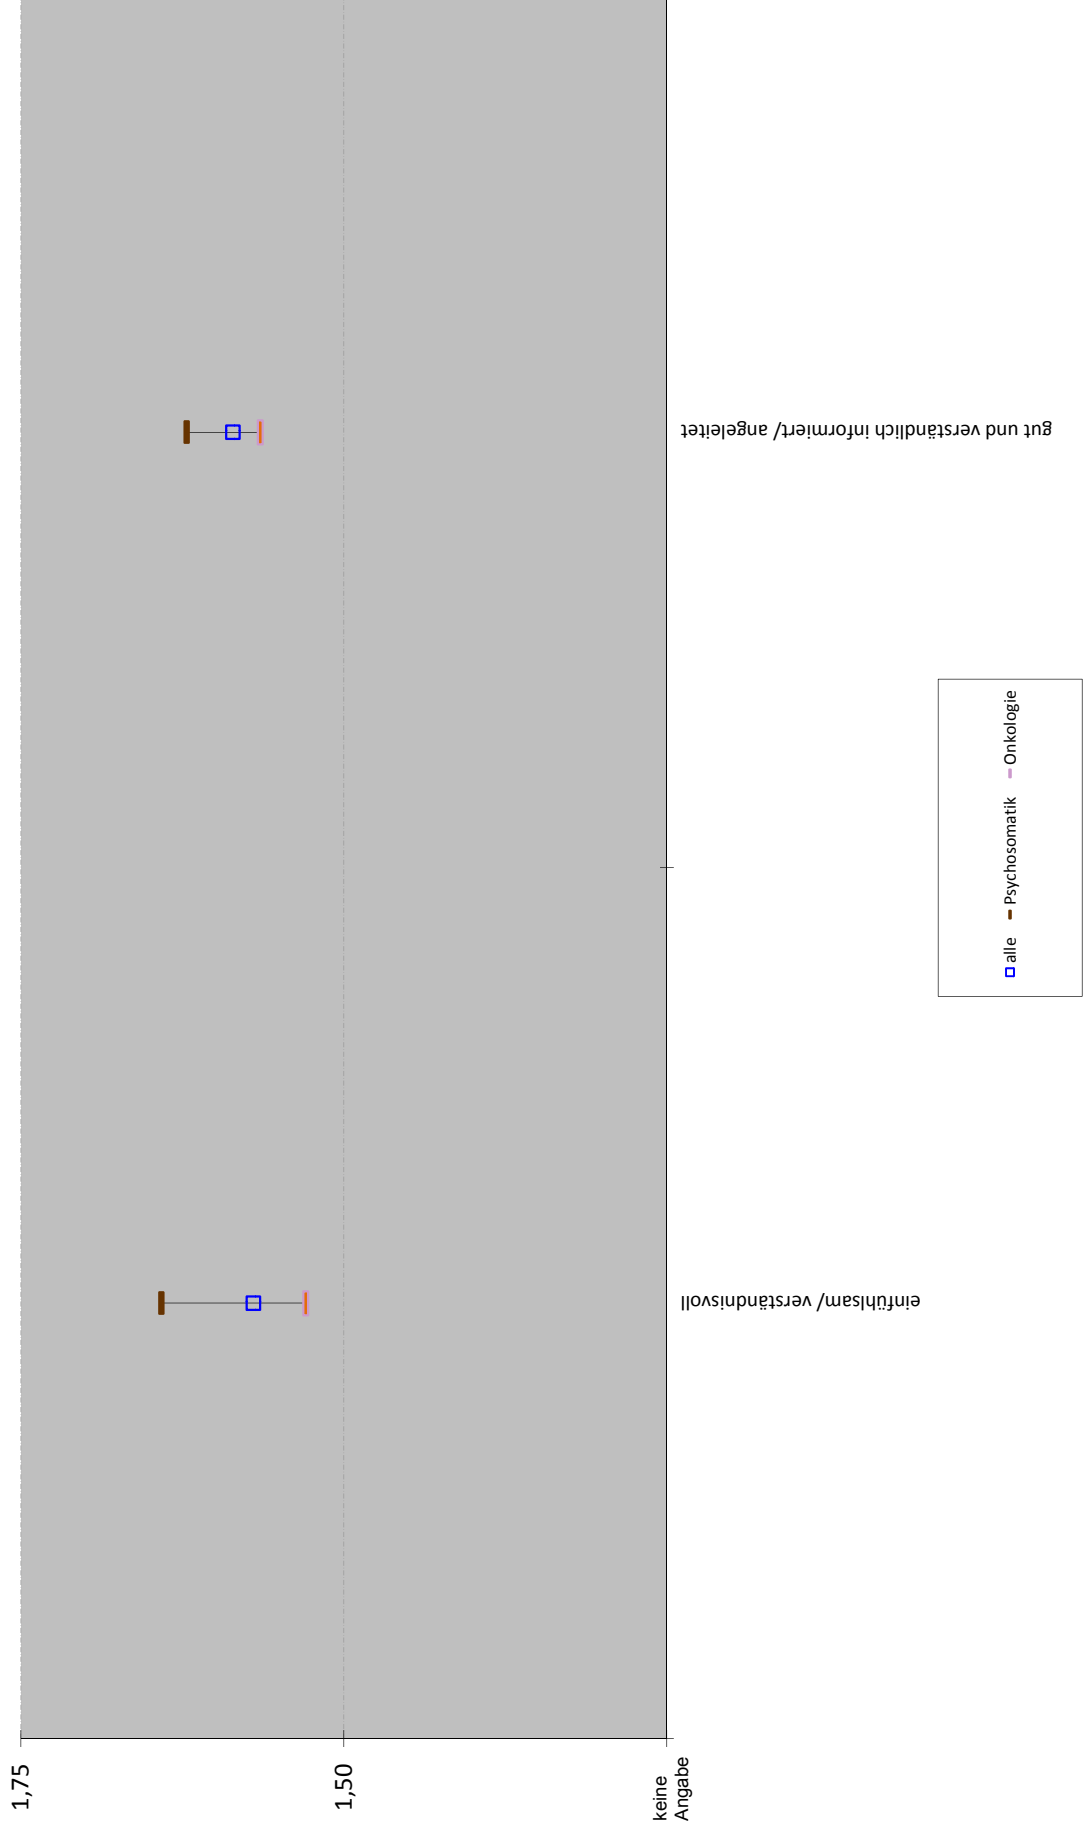 1,75
1,50
keine
Angabe
einfühlsam/ verständnisvoll
gut und verständlich informiert/ angeleitet
alle
Psychosomatik
Onkologie